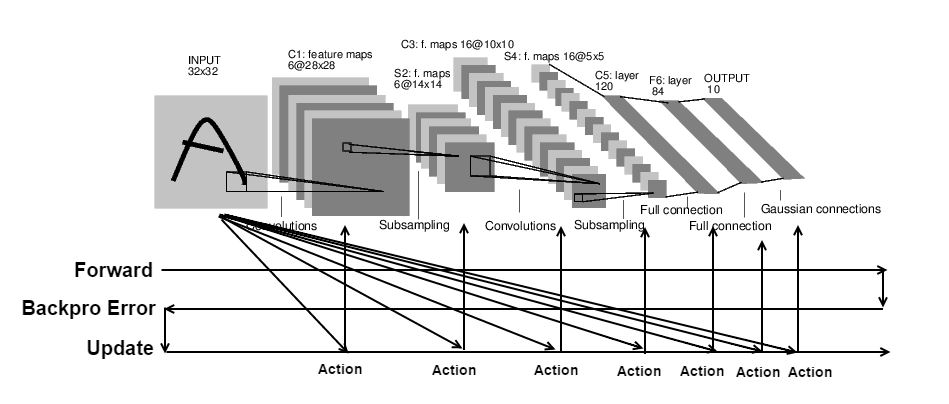 INPUT
32x32
C1: feature maps
6@28x28
S2: f. maps
6@14x14
C3: f. maps 16@10x10
S4: f. maps 16@5x5
C5: layer
120
F6: layer
84
OUTPUT
10
Convolutions
Subsampling
Convolutions
Subsampling
Full connection
Full connection
Gaussian connections
Forward
Backpro Error
Update
Action
Action
Action
Action
Action
Action
Action
A